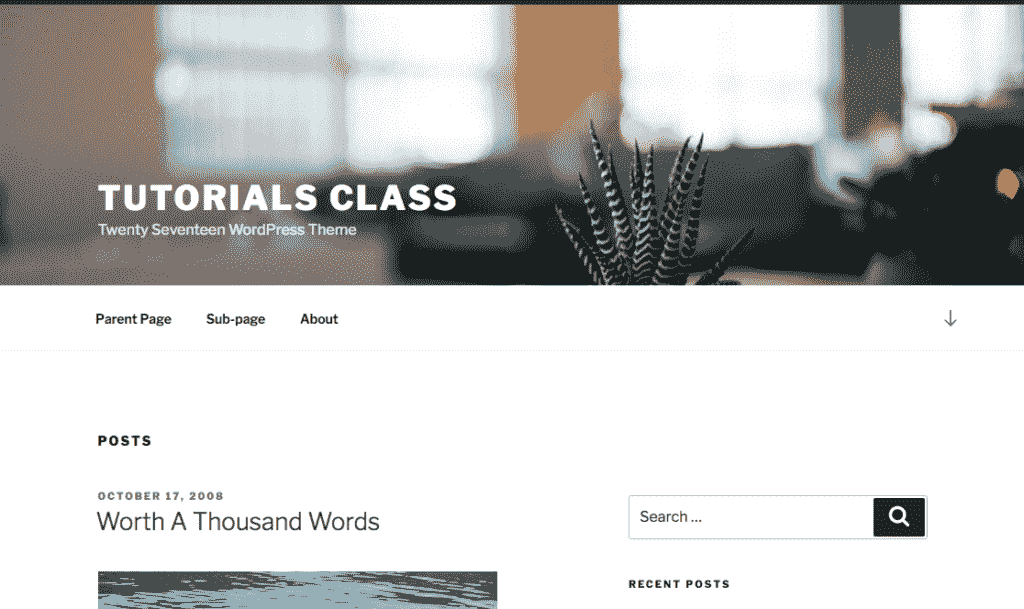 TUTORIALS CLASS
Twenty Seventeen WordPress Theme
Parent Page Sub-page About
POSTS
OCTOBER 17, 2008
Worth A Thousand Words
Search ...
RECENT POSTS